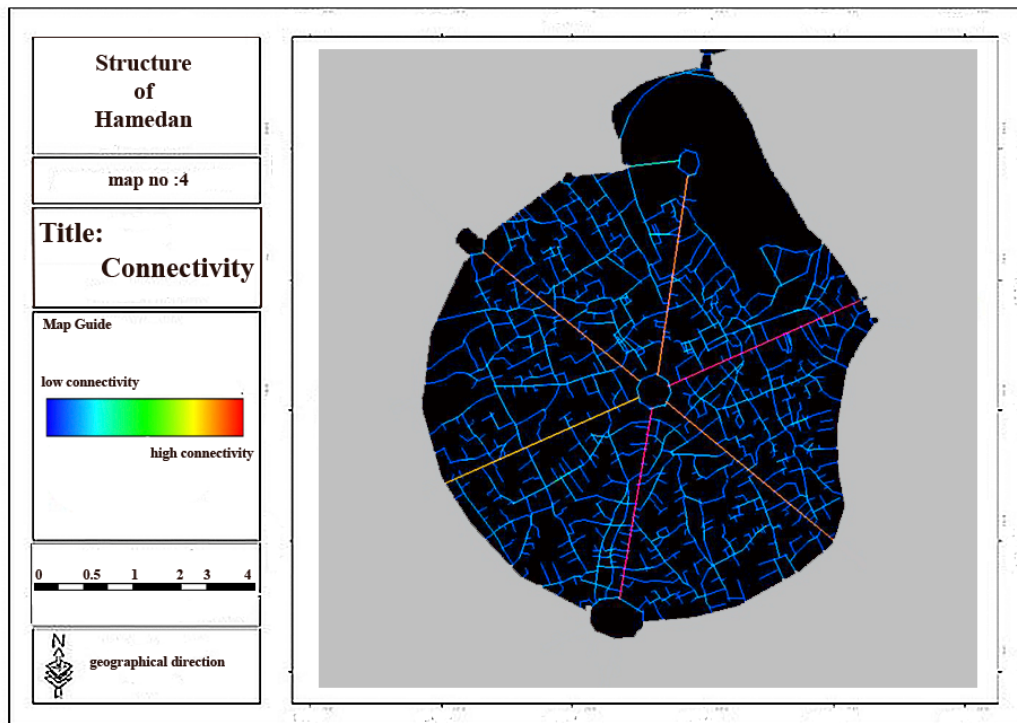 Structure
of
Hamedan
map no :4
Title:
Connectivity
Map Guide
low connectivity
high connectivity
0 0.5 1 2 3 4
N
geographical direction